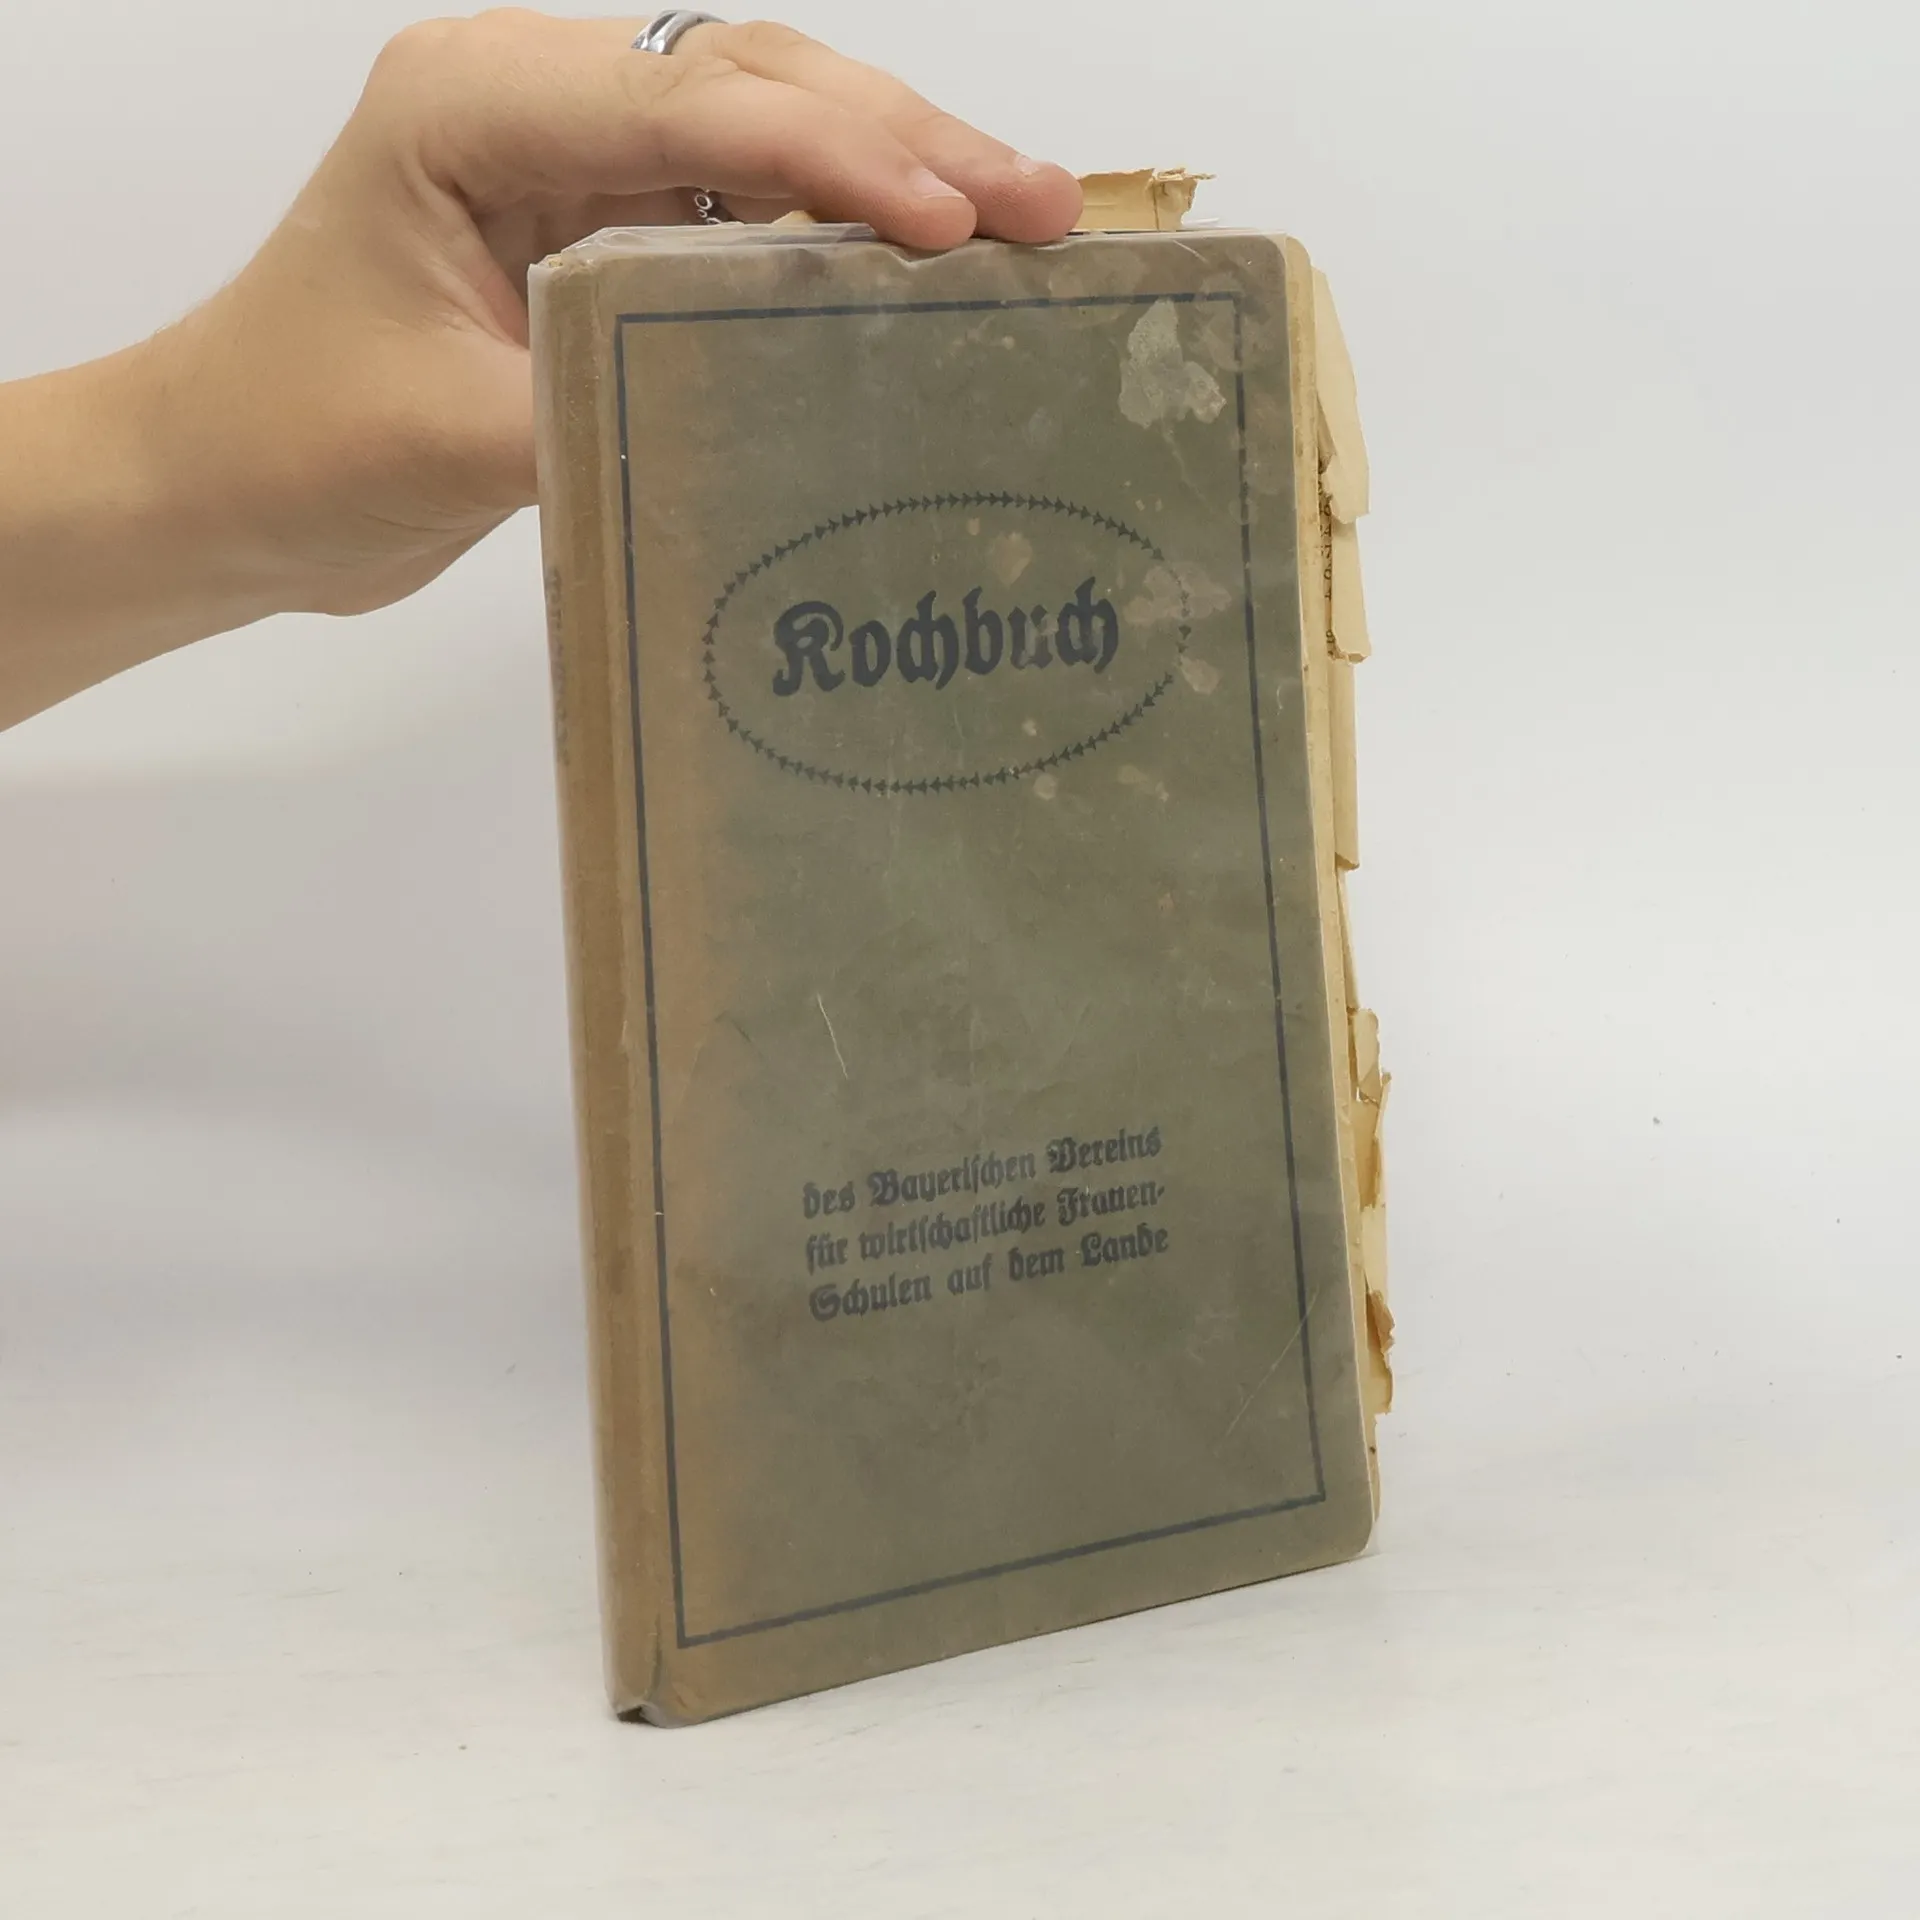 Kochbuch
des Bayerischen Vereins
für wirtschaftliche Frauen-
Schulen auf dem Lande